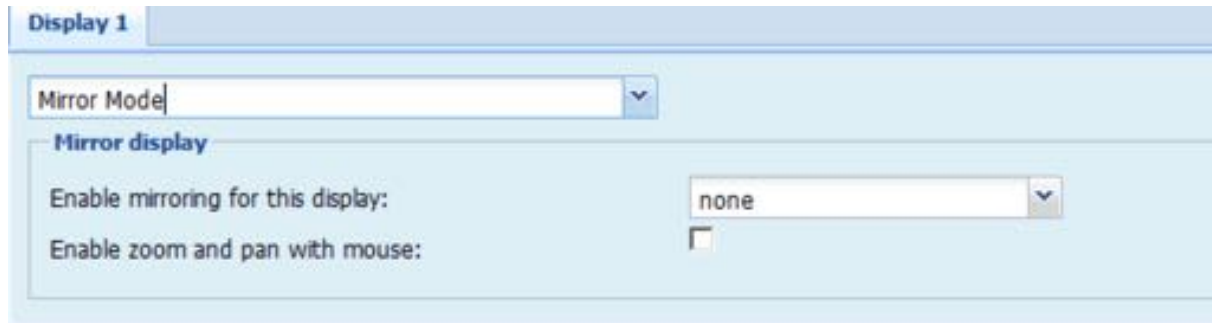 Display 1
Mirror Mode
Mirror display
Enable mirroring for this display: none
Enable zoom and pan with mouse: